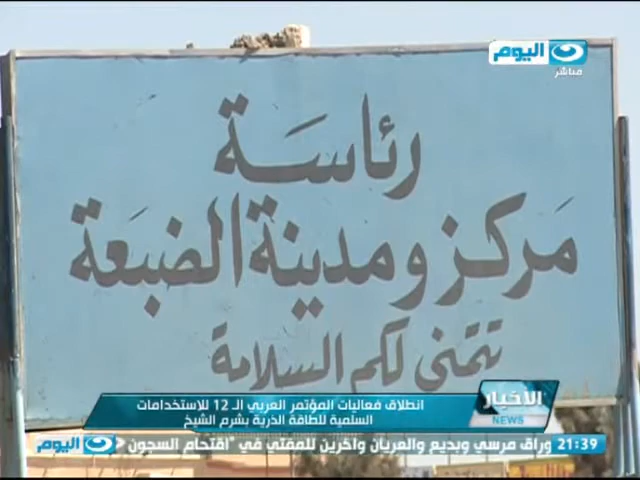 اليوم
مباشر
رئاسة
مركز ومدينة الضبعة
تتمنى لكم السلامة
الأخبار
NEWS
انطلاق فعاليات المؤتمر العربي الـ 12 للاستخدامات
السلمية للطاقة الذرية بشرم الشيخ
21:39
وراق مرسي وبديع والعريان وآخرين للمفتي في "اقتحام السجون
اليوم